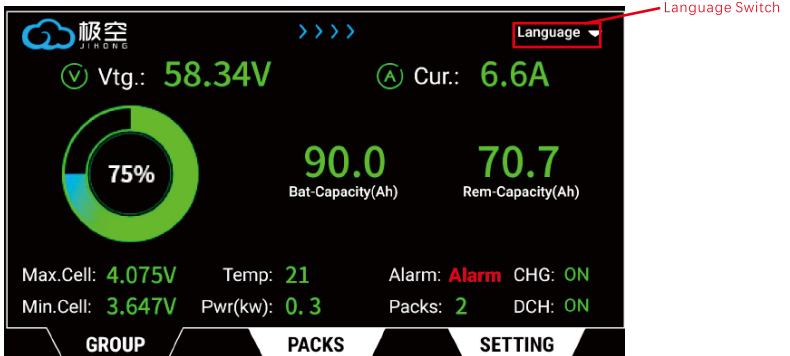 Language Switch
极空
JIHONG
Language
Vtg.: 58.34V
Cur.: 6.6A
75%
90.0
Bat-Capacity(Ah)
70.7
Rem-Capacity(Ah)
Max.Cell: 4.075V Temp: 21 Alarm: Alarm CHG: ON
Min.Cell: 3.647V Pwr(kw): 0.3 Packs: 2 DCH: ON
GROUP PACKS SETTING